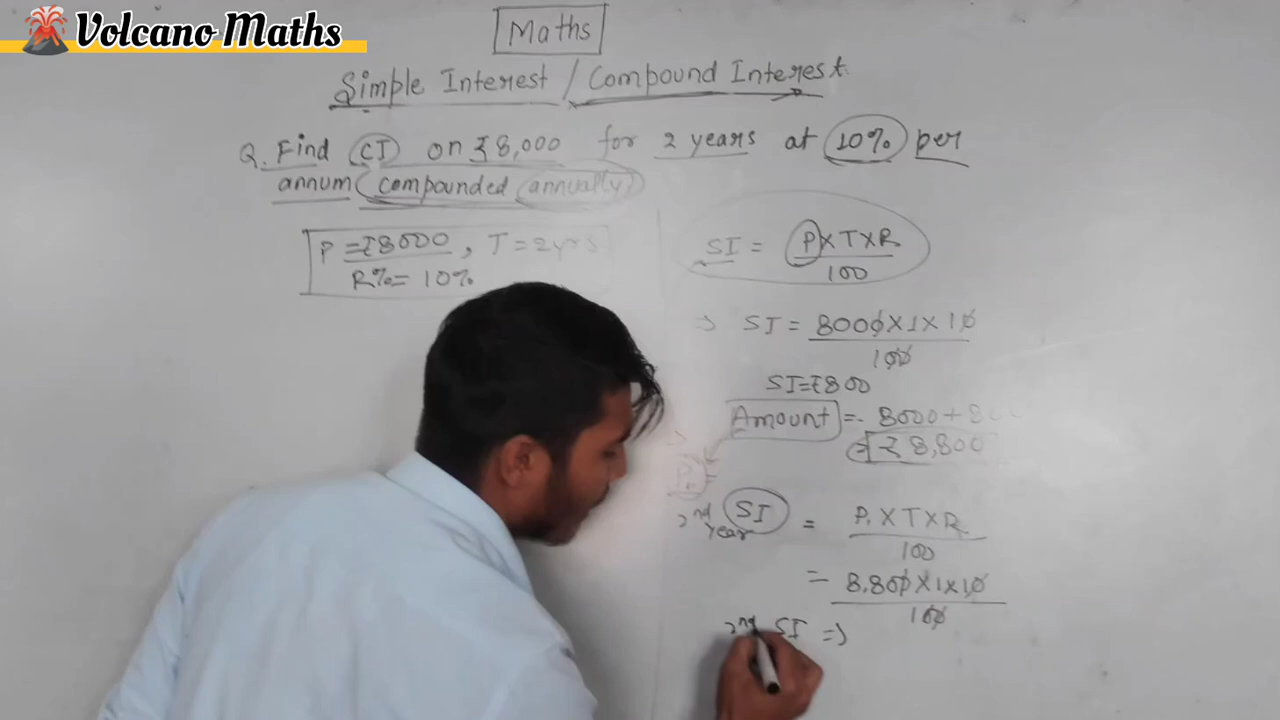 Volcano Maths
Maths
Simple Interest / Compound Interest
Q. Find CI on ₹8,000 for 2 years at 10% per
annum compounded annually
P = ₹8000, T = 2yrs
R% = 10%
SI = P×T×R
100
⇒ SI = 8000×1×10
100
SI=₹800
Amount = 8000+
= ₹8,800
P₁ =
2nd SI = P₁×T×R
year
100
= 8,800×1×10
100
2nd SI ⇒